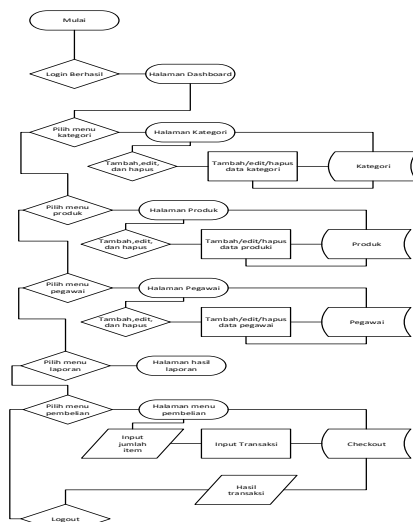 Mulai
Login Berhasil
Halaman Dashboard
Pilih menu
kategori
Halaman Kategori
Tambah,edit,
dan hapus
Tambah/edit/hapus
data kategori
Kategori
Pilih menu
produk
Halaman Produk
Tambah,edit,
dan hapus
Tambah/edit/hapus
data produki
Produk
Pilih menu
pegawai
Halaman Pegawai
Tambah,edit,
dan hapus
Tambah/edit/hapus
data pegawai
Pegawai
Pilih menu
laporan
Halaman hasil
laporan
Pilih menu
pembelian
Halaman menu
pembelian
Input
jumlah
item
Input Transaksi
Checkout
Hasil
transaksi
Logout